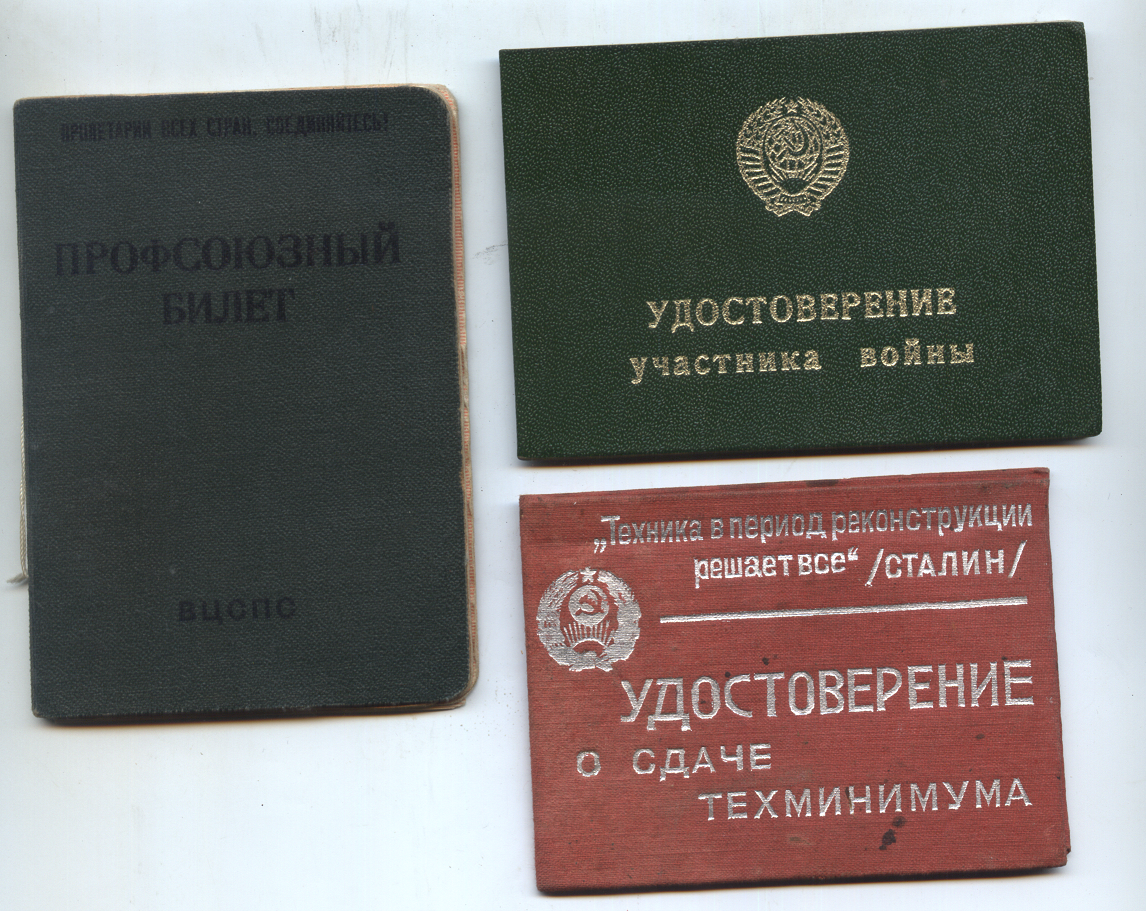 ПРОЛЕТАРИИ ВСЕХ СТРАН, СОЕДИНЯЙТЕСЬ!
ПРОФСОЮЗНЫЙ
БИЛЕТ
ВЦСПС
УДОСТОВЕРЕНИЕ
участника войны
„Техника в период реконструкции
решает все“ /СТАЛИН/
УДОСТОВЕРЕНИЕ
О СДАЧЕ
ТЕХМИНИМУМА